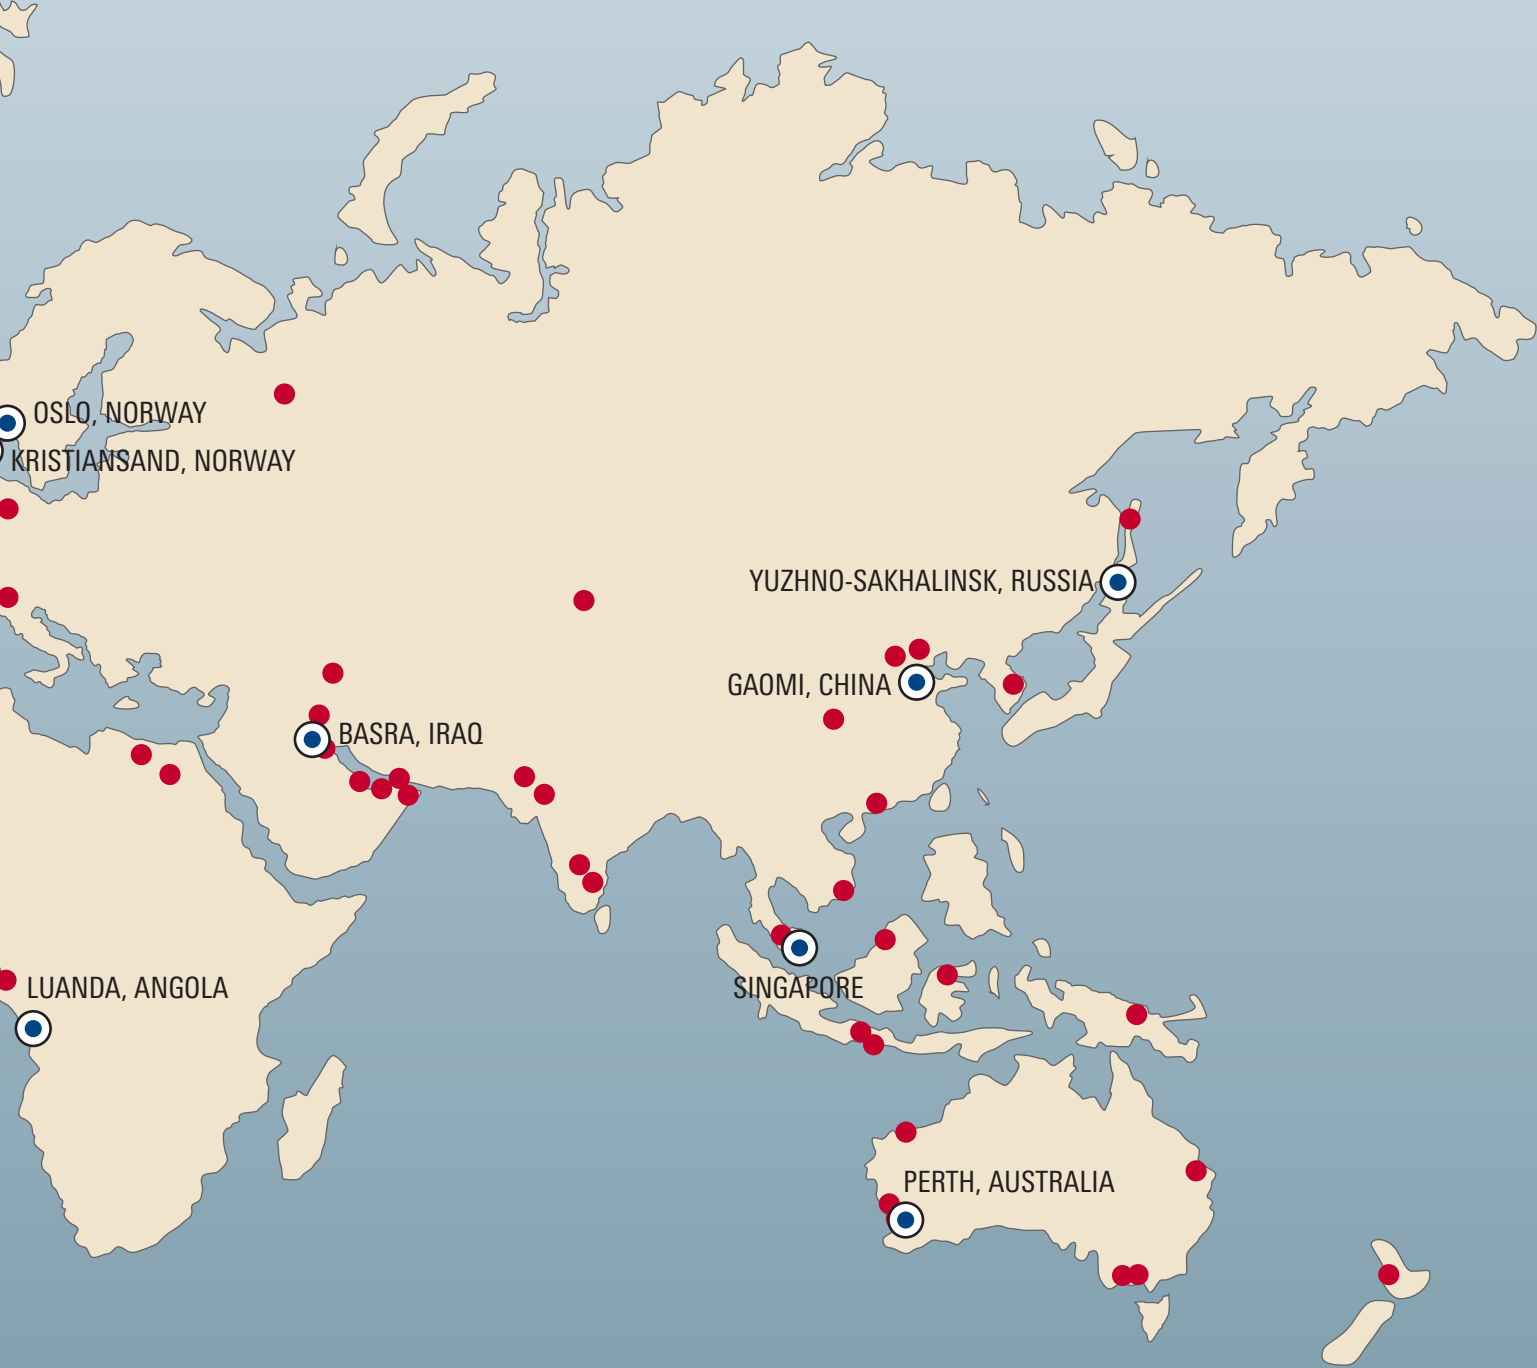 OSLO, NORWAY
KRISTIANSAND, NORWAY
YUZHNO-SAKHALINSK, RUSSIA
GAOMI, CHINA
BASRA, IRAQ
LUANDA, ANGOLA
SINGAPORE
PERTH, AUSTRALIA